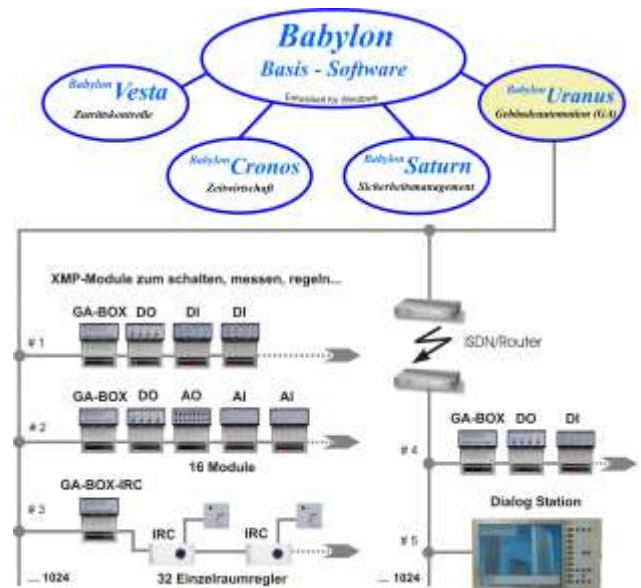 Babylon
Basis - Software
Entwickelt für Windows
Babylon Vesta
Zutrittskontrolle
Babylon Uranus
Gebäudeautomation (GA)
Babylon Cronos
Zeitwirtschaft
Babylon Saturn
Sicherheitsmanagement
XMP-Module zum schalten, messen, regeln...
GA-BOX DO DI DI
# 1
ISDN/Router
GA-BOX DO AO AI AI
# 2
16 Module
GA-BOX DO DI
# 4
GA-BOX-IRC
# 3
IRC IRC
32 Einzelraumregler
.... 1024
Dialog Station
# 5
... 1024